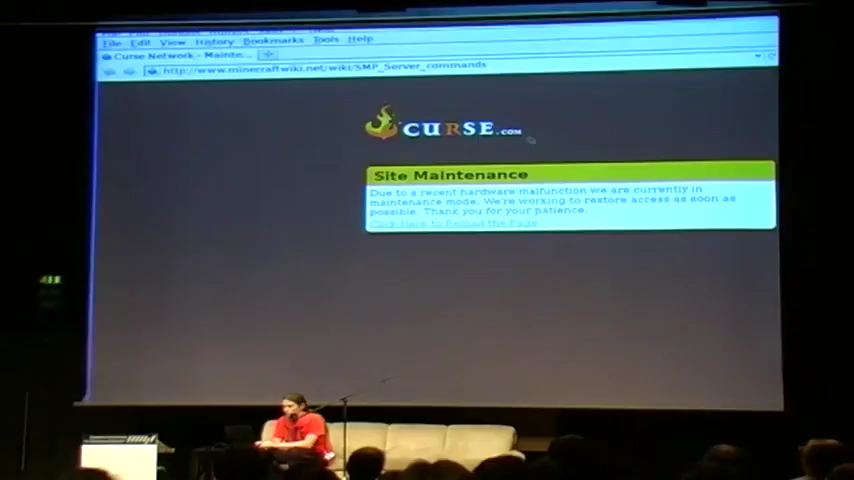 File Edit View History Bookmarks Tools Help
Curse Network - Mainte...
http://www.minecraftwiki.net/wiki/SMP_Server_commands
CURSE.COM
Site Maintenance
Due to a recent hardware malfunction we are currently in
maintenance mode. We're working to restore access as soon as
possible. Thank you for your patience.
Click Here to Reload the Page